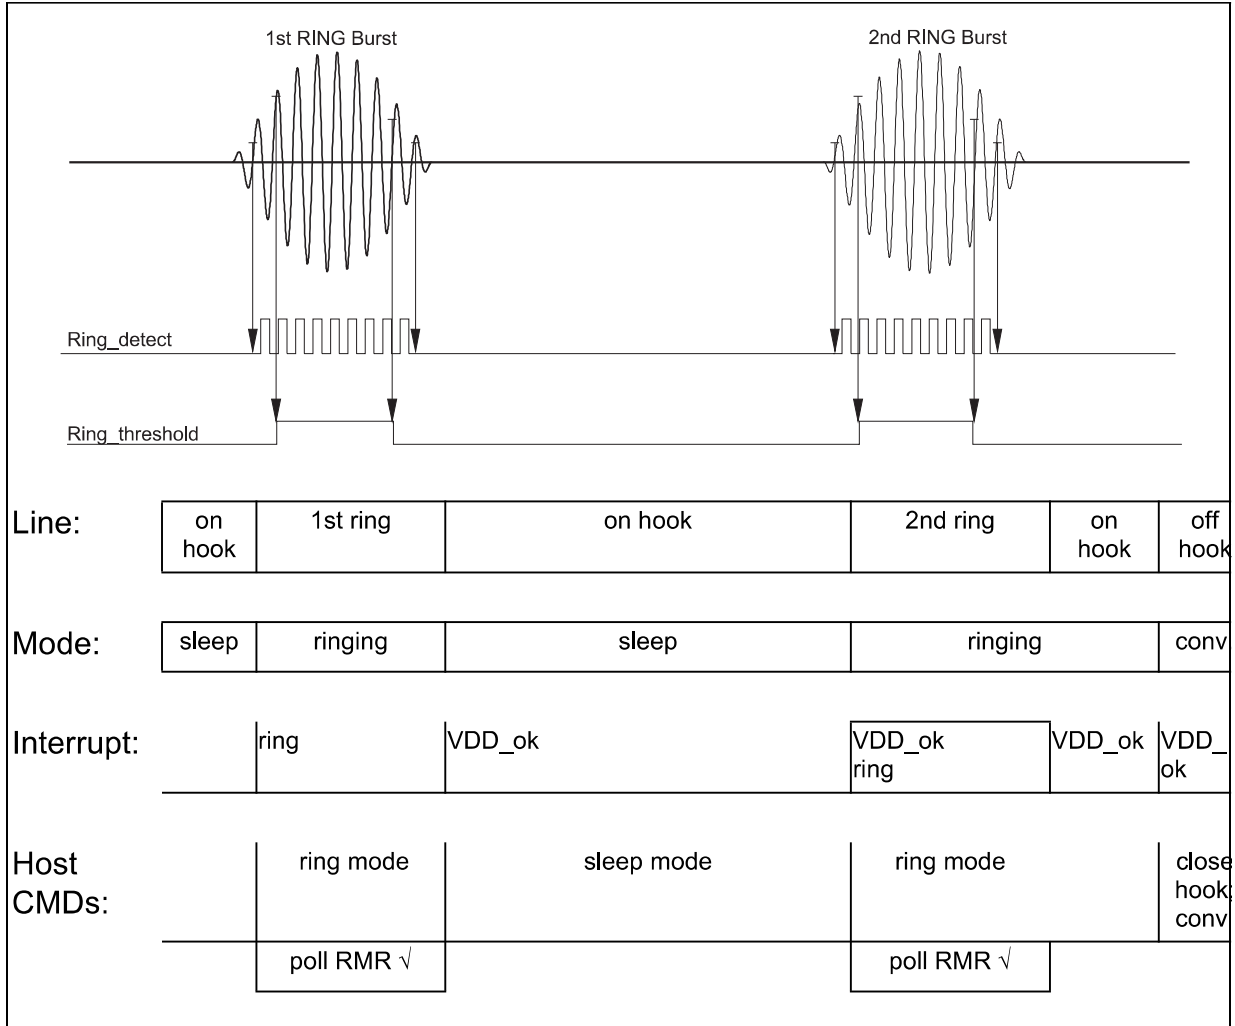 1st RING Burst
2nd RING Burst
Ring_detect
Ring_threshold
Line:
on
hook
1st ring
on hook
2nd ring
on
hook
off
hook
Mode:
sleep
ringing
sleep
ringing
conv
Interrupt:
ring
VDD_ok
VDD_ok
ring
VDD_ok
VDD_
ok
Host
CMDs:
ring mode
sleep mode
ring mode
close
hook;
conv
poll RMR √
poll RMR √